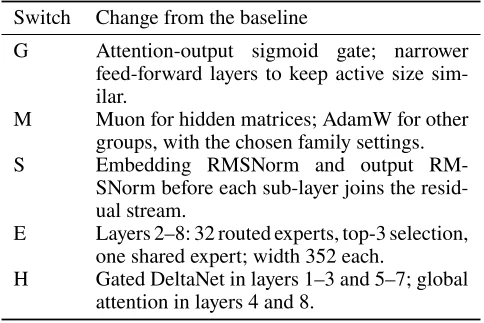 Switch Change from the baseline
G Attention-output sigmoid gate; narrower
feed-forward layers to keep active size sim-
ilar.
M Muon for hidden matrices; AdamW for other
groups, with the chosen family settings.
S Embedding RMSNorm and output RM-
SNorm before each sub-layer joins the resid-
ual stream.
E Layers 2–8: 32 routed experts, top-3 selection,
one shared expert; width 352 each.
H Gated DeltaNet in layers 1–3 and 5–7; global
attention in layers 4 and 8.